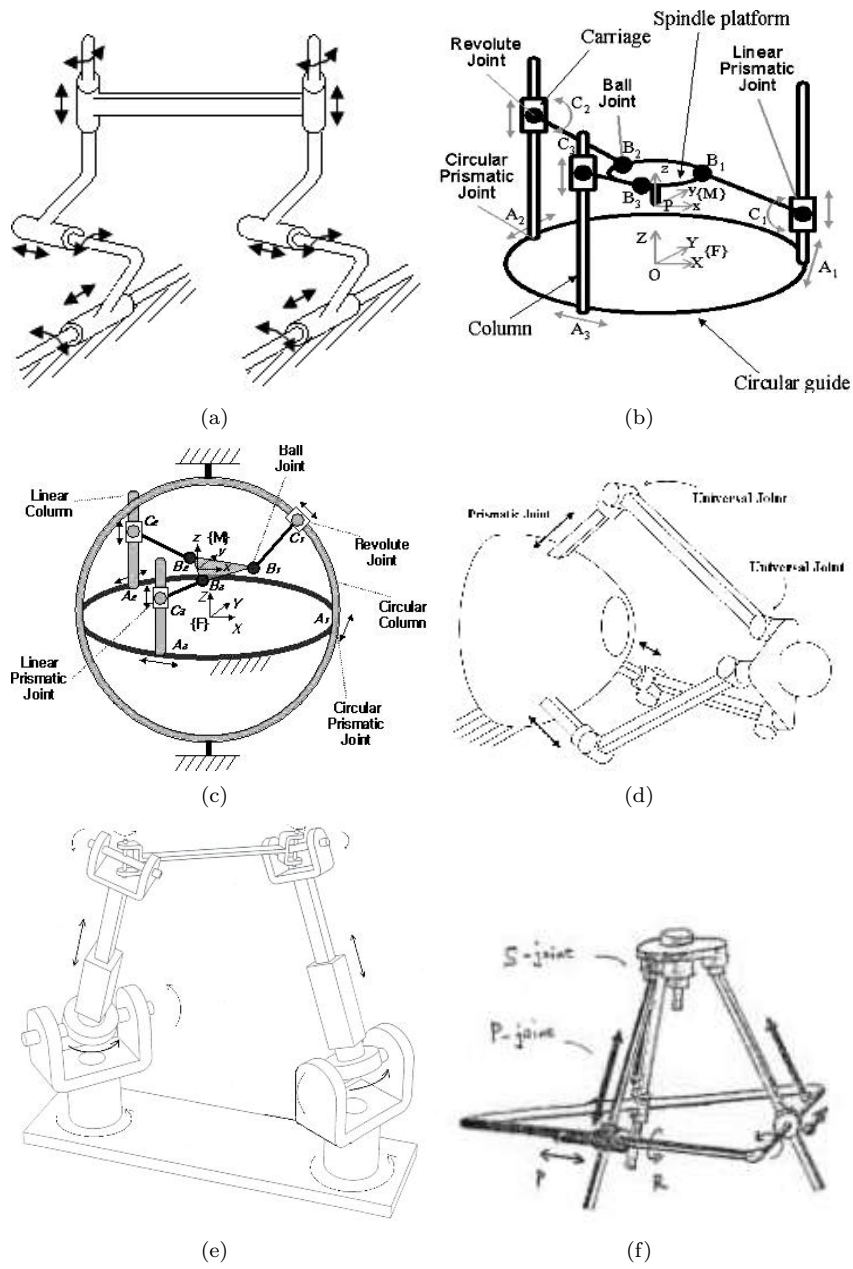 (a)
Revolute
Joint
Carriage
Spindle platform
Linear
Prismatic
Joint
Ball
Joint
C2
C3
B2
B1
Circular
Prismatic
Joint
z
y
{M}
B3
P
x
C1
A2
Z
Y
{F}
O
X
A1
Column
A3
Circular guide
(b)
Ball
Joint
Linear
Column
C2
z
{M}
y
C1
Revolute
Joint
B2
x
B1
B3
A2
C3
Z
Y
A1
{F}
X
Circular
Column
A3
Linear
Prismatic
Joint
Circular
Prismatic
Joint
(c)
Prismatic Joint
Universal Joint
Universal Joint
(d)
(e)
S-joint
P-joint
P
R
(f)